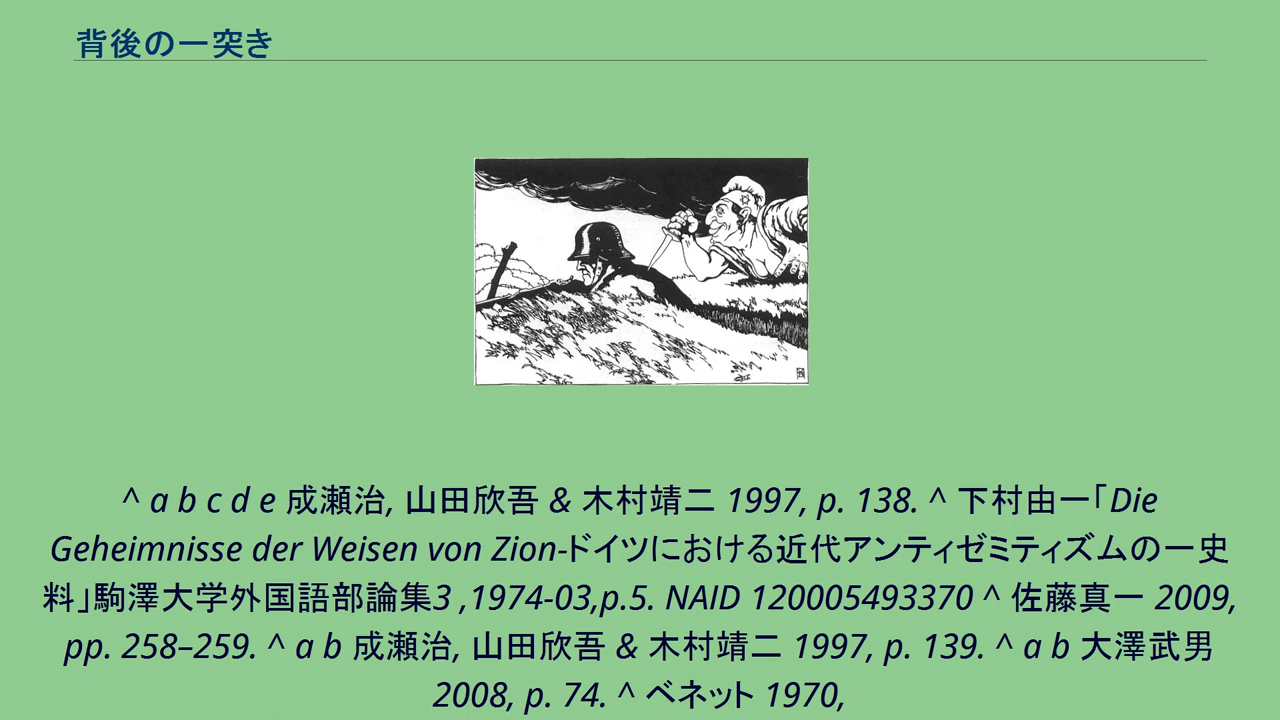 背後の一突き
^ a b c d e 成瀬治, 山田欣吾 & 木村靖二 1997, p. 138. ^ 下村由一「Die
Geheimnisse der Weisen von Zion-ドイツにおける近代アンティゼミティズムの一史
料」駒澤大学外国語部論集3 ,1974-03,p.5. NAID 120005493370 ^ 佐藤真一 2009,
pp. 258–259. ^ a b 成瀬治, 山田欣吾 & 木村靖二 1997, p. 139. ^ a b 大澤武男
2008, p. 74. ^ ベネット 1970,